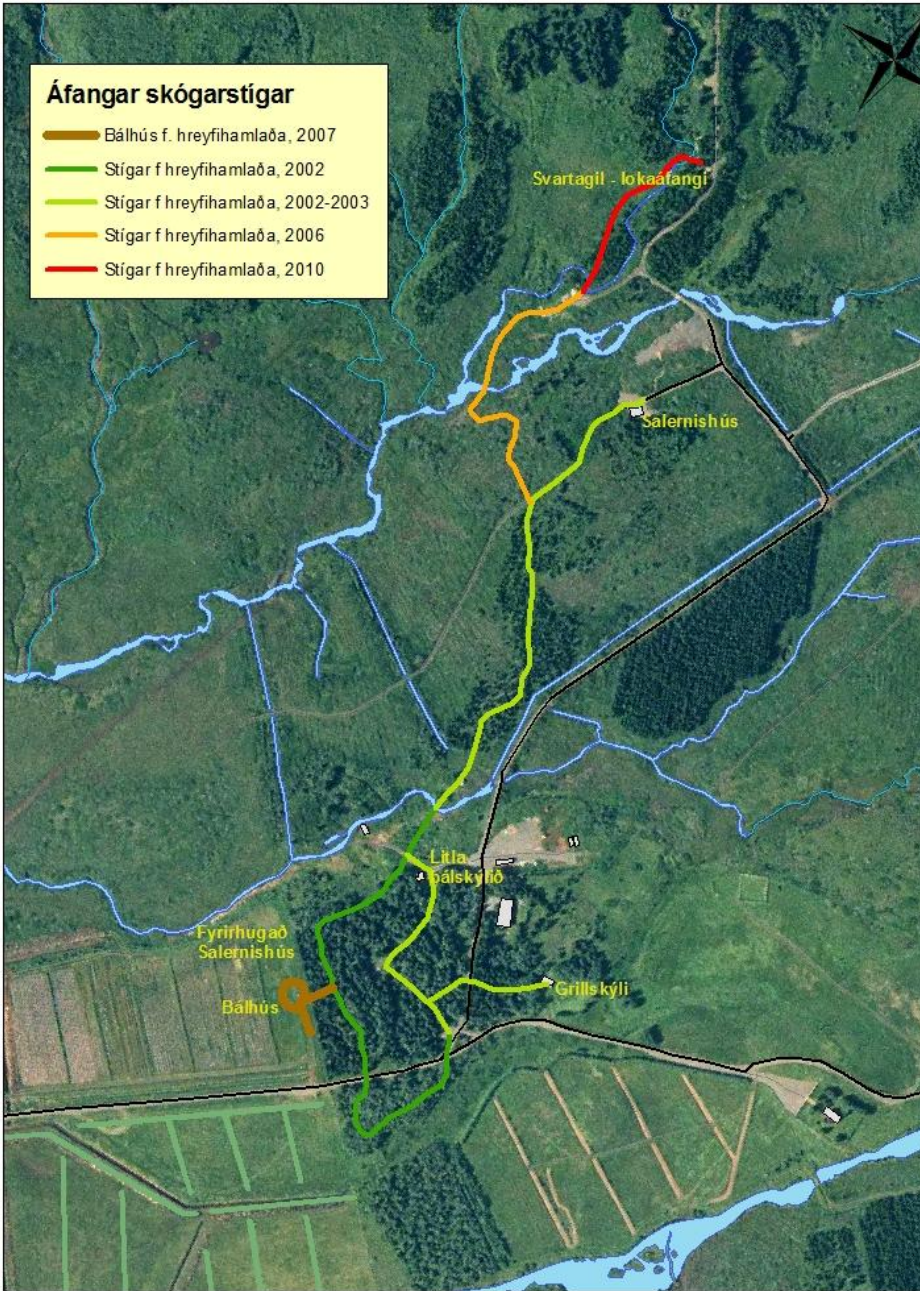 Áfangar skógarstígar
Bálhús f. hreyfihamlaða, 2007
Stígar f hreyfihamlaða, 2002
Stígar f hreyfihamlaða, 2002-2003
Stígar f hreyfihamlaða, 2006
Stígar f hreyfihamlaða, 2010
Svartagil - lokaáfangi
Salernishús
Litla
bálskýlið
Fyrirhugað
Salernishús
Bálhús
Grillskýli